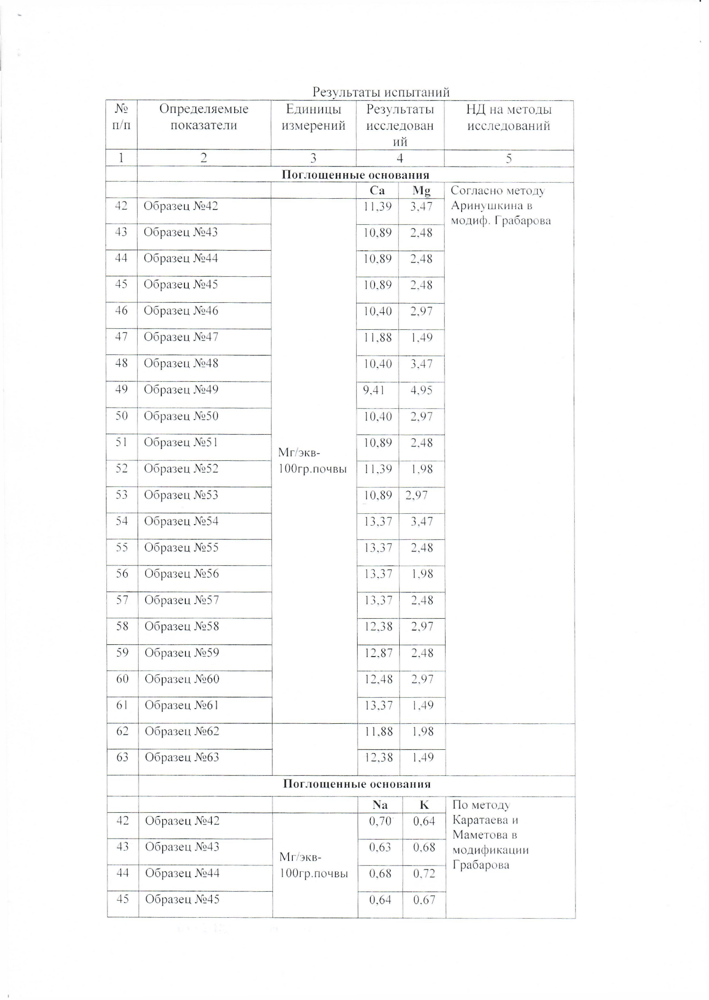 Результаты испытаний
№ п/п Определяемые показатели Единицы измерений Результаты исследован ий НД на методы исследований
1 2 3 4 5
Поглощенные основания
Ca Mg Согласно методу
Аринушкина в
модиф. Грабарова
42 Образец №42 11,39 3,47
43 Образец №43 10,89 2,48
44 Образец №44 10,89 2,48
45 Образец №45 10,89 2,48
46 Образец №46 10,40 2,97
47 Образец №47 11,88 1,49
48 Образец №48 10,40 3,47
49 Образец №49 9,41 4,95
50 Образец №50 10,40 2,97
51 Образец №51 10,89 2,48
Мг/экв-
100гр.почвы
52 Образец №52 11,39 1,98
53 Образец №53 10,89 2,97
54 Образец №54 13,37 3,47
55 Образец №55 13,37 2,48
56 Образец №56 13,37 1,98
57 Образец №57 13,37 2,48
58 Образец №58 12,38 2,97
59 Образец №59 12,87 2,48
60 Образец №60 12,48 2,97
61 Образец №61 13,37 1,49
62 Образец №62 11,88 1,98
63 Образец №63 12,38 1,49
Поглощенные основания
Na K По методу
Каратаева и
Маметова в
модификации
Грабарова
42 Образец №42 0,70 0,64
43 Образец №43 0,63 0,68
Мг/экв-
100гр.почвы
44 Образец №44 0,68 0,72
45 Образец №45 0,64 0,67